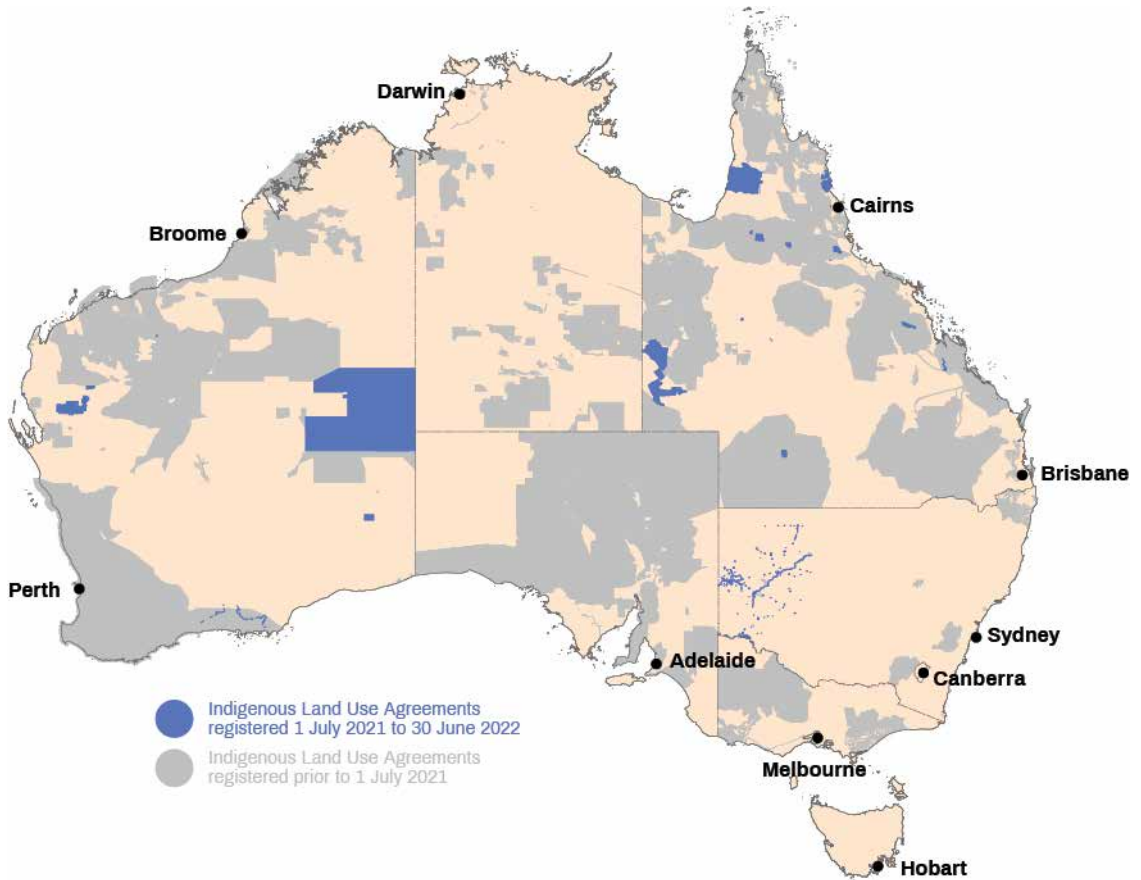 Darwin
Cairns
Broome
Brisbane
Perth
Sydney
Adelaide
Canberra
Indigenous Land Use Agreements
registered 1 July 2021 to 30 June 2022
Indigenous Land Use Agreements
registered prior to 1 July 2021
Melbourne
Hobart